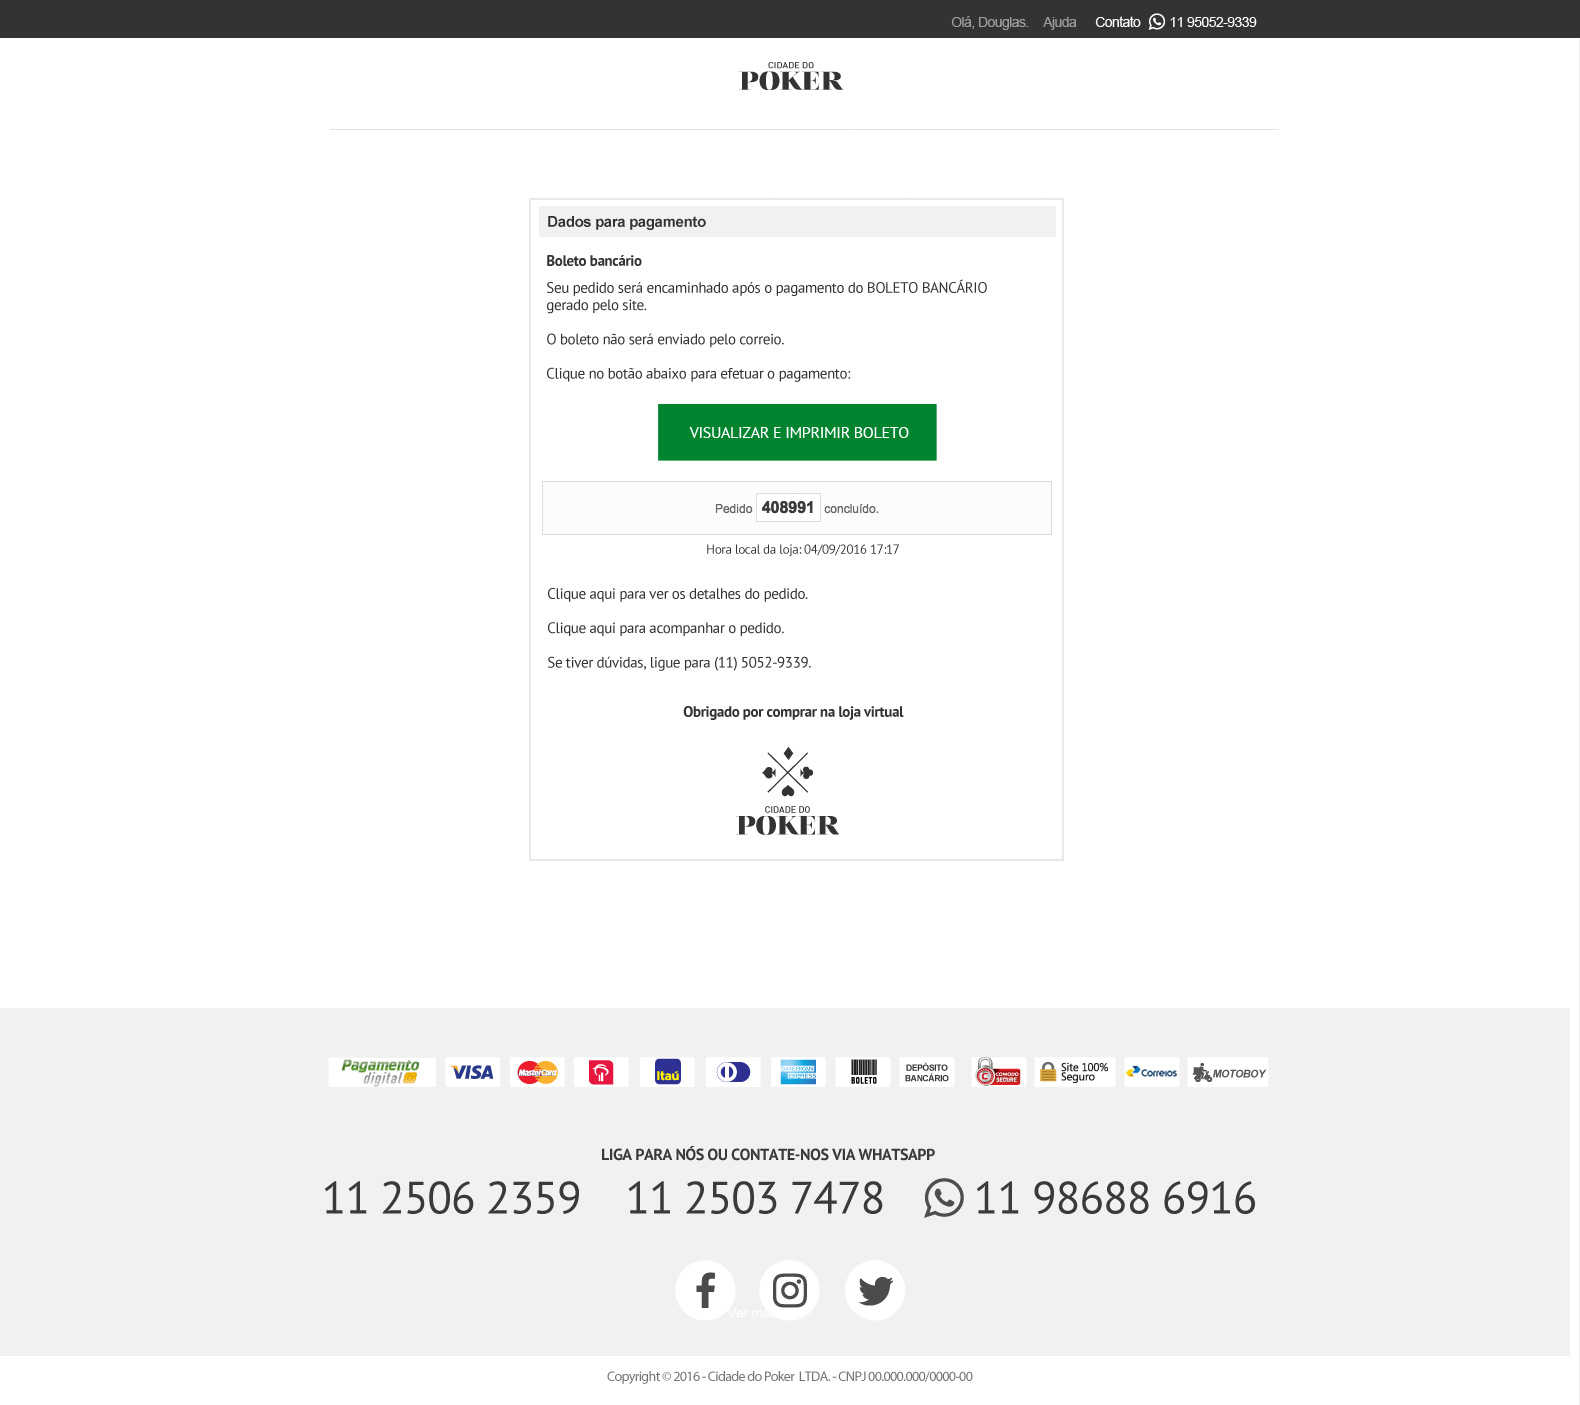 Olá, Douglas. Ajuda Contato 11 95052-9339
CIDADE DO
POKER
Dados para pagamento
Boleto bancário
Seu pedido será encaminhado após o pagamento do BOLETO BANCÁRIO
gerado pelo site.
O boleto não será enviado pelo correio.
Clique no botão abaixo para efetuar o pagamento:
VISUALIZAR E IMPRIMIR BOLETO
Pedido 408991 concluído.
Hora local da loja: 04/09/2016 17:17
Clique aqui para ver os detalhes do pedido.
Clique aqui para acompanhar o pedido.
Se tiver dúvidas, ligue para (11) 5052-9339.
Obrigado por comprar na loja virtual
CIDADE DO
POKER
Pagamento
digital
VISA
MasterCard
Itaú
AMERICAN
EXPRESS
BOLETO
DEPÓSITO
BANCÁRIO
COMODO
SECURE
Site 100%
Seguro
CORREIOS
MOTOBOY
LIGA PARA NÓS OU CONTATE-NOS VIA WHATSAPP
11 2506 2359 11 2503 7478 11 98688 6916
Ver
Copyright © 2016 - Cidade do Poker LTDA. - CNPJ 00.000.000/0000-00